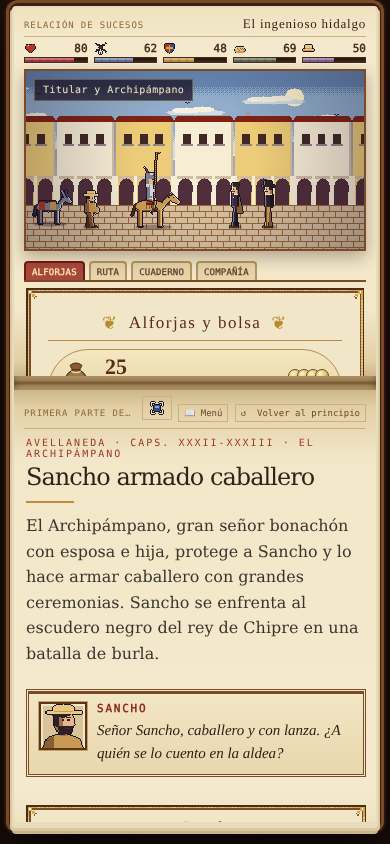 RELACIÓN DE SUCESOS
El ingenioso hidalgo
80 62 48 69 50
Titular y Archipámpano
ALFORJAS RUTA CUADERNO COMPAÑÍA
Alforjas y bolsa
25
PRIMERA PARTE DE…
Menú
↺ Volver al principio
AVELLANEDA · CAPS. XXXII-XXXIII · EL
ARCHIPÁMPANO
Sancho armado caballero
El Archipámpano, gran señor bonachón
con esposa e hija, protege a Sancho y lo
hace armar caballero con grandes
ceremonias. Sancho se enfrenta al
escudero negro del rey de Chipre en una
batalla de burla.
SANCHO
Señor Sancho, caballero y con lanza. ¿A
quién se lo cuento en la aldea?